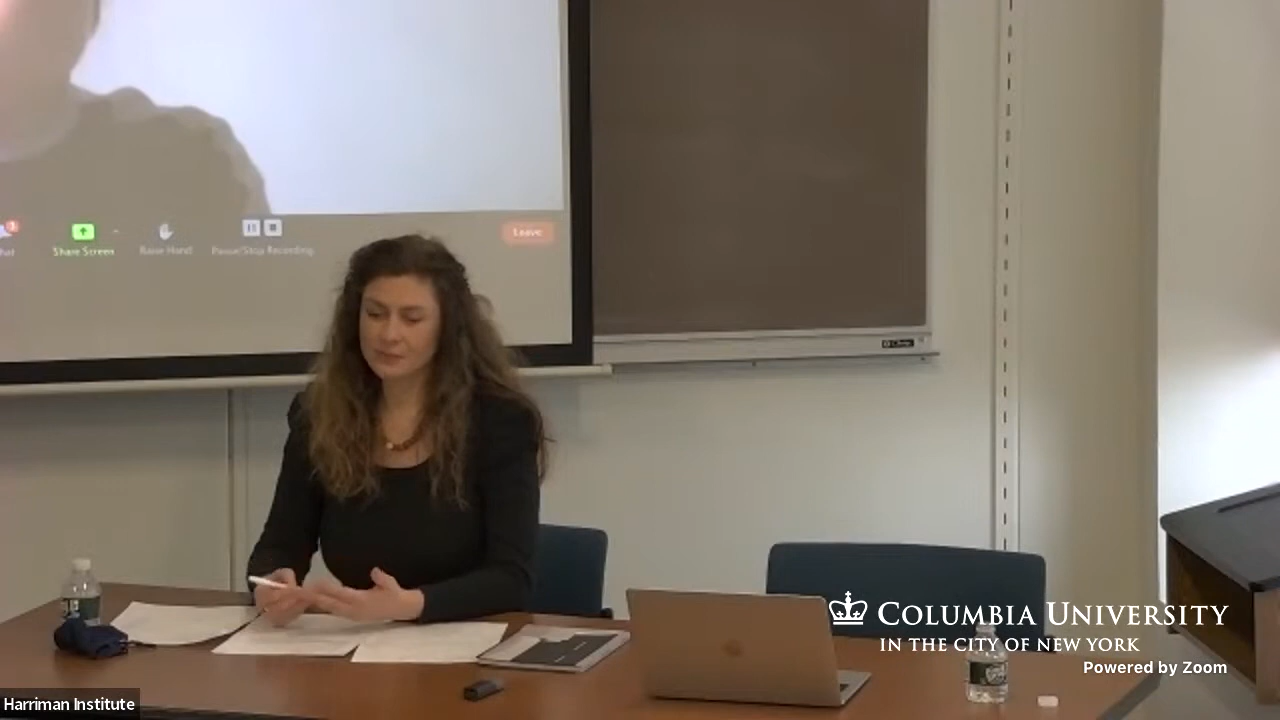 hat
Share Screen
Raise Hand
Pause/Stop Recording
Leave
COLUMBIA UNIVERSITY
IN THE CITY OF NEW YORK
Powered by Zoom
Harriman Institute